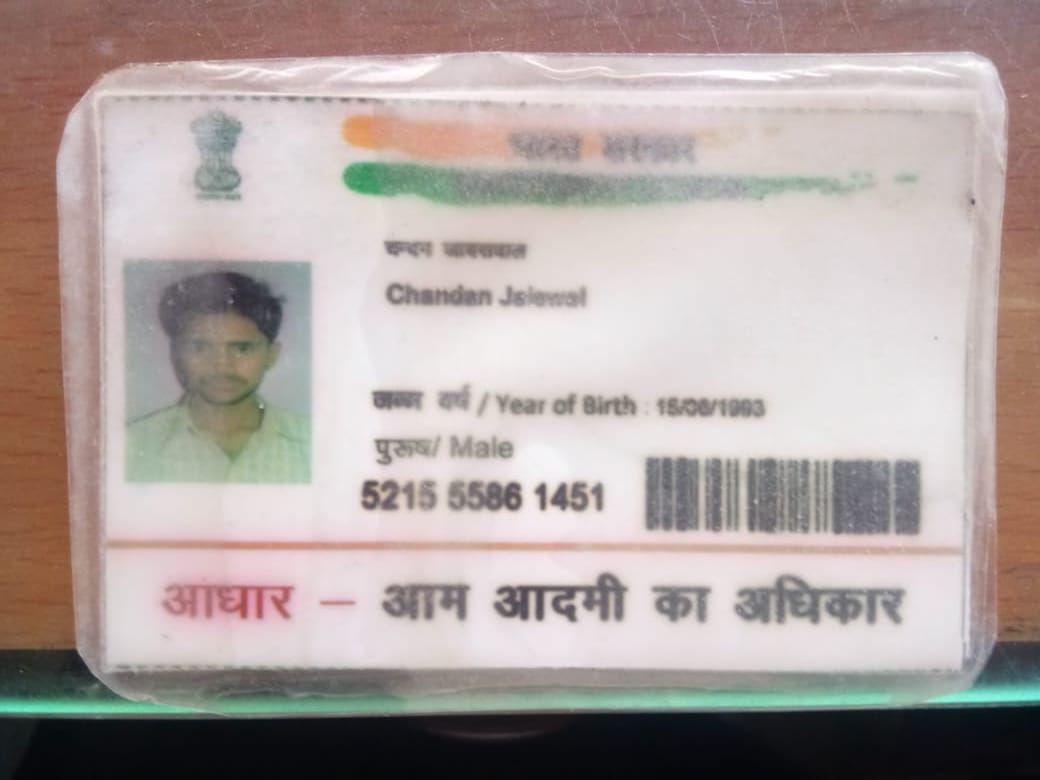 भारत सरकार
चन्दन जायसवाल
Chandan Jaiswal
जन्म वर्ष / Year of Birth : 15/06/1993
पुरूष/ Male
5215 5586 1451
आधार – आम आदमी का अधिकार